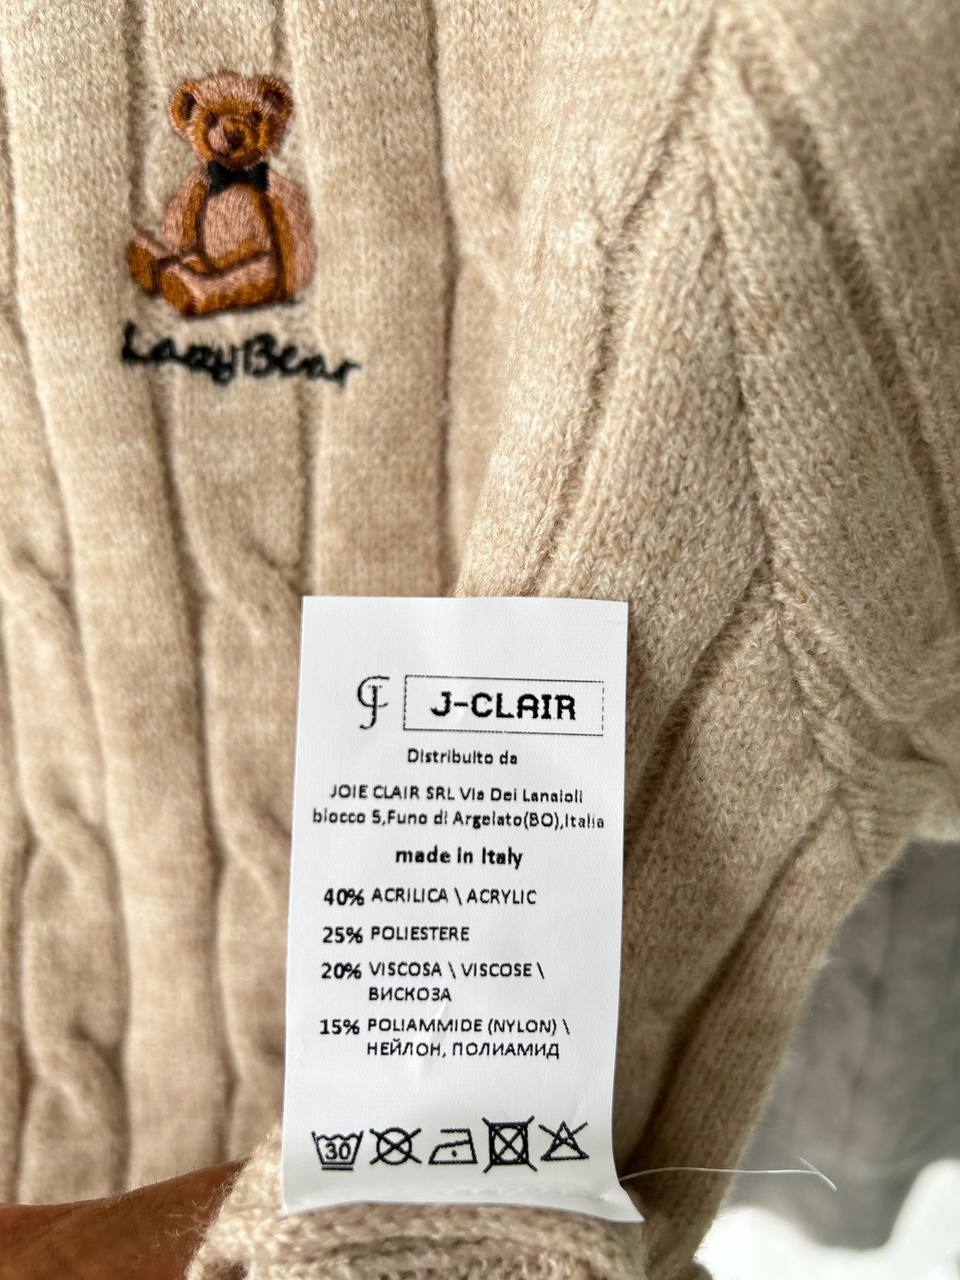 LazyBear
J-CLAIR
Distribuito da
JOIE CLAIR SRL Via Dei Lanaioli
blocco 5,Funo di Argelato(BO),Italia
made in Italy
40% ACRILICA \ ACRYLIC
25% POLIESTERE
20% VISCOSA \ VISCOSE \
ВИСКОЗА
15% POLIAMMIDE (NYLON) \
НЕЙЛОН, ПОЛИАМИД
30